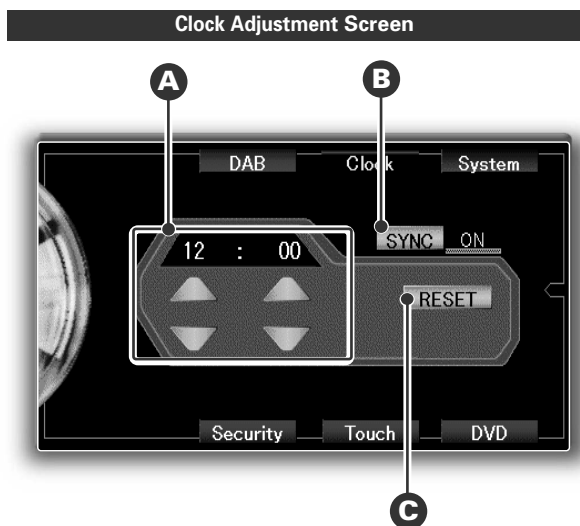 Clock Adjustment Screen
A
B
DAB Clock System
SYNC ON
12 : 00
RESET
Security Touch DVD
C